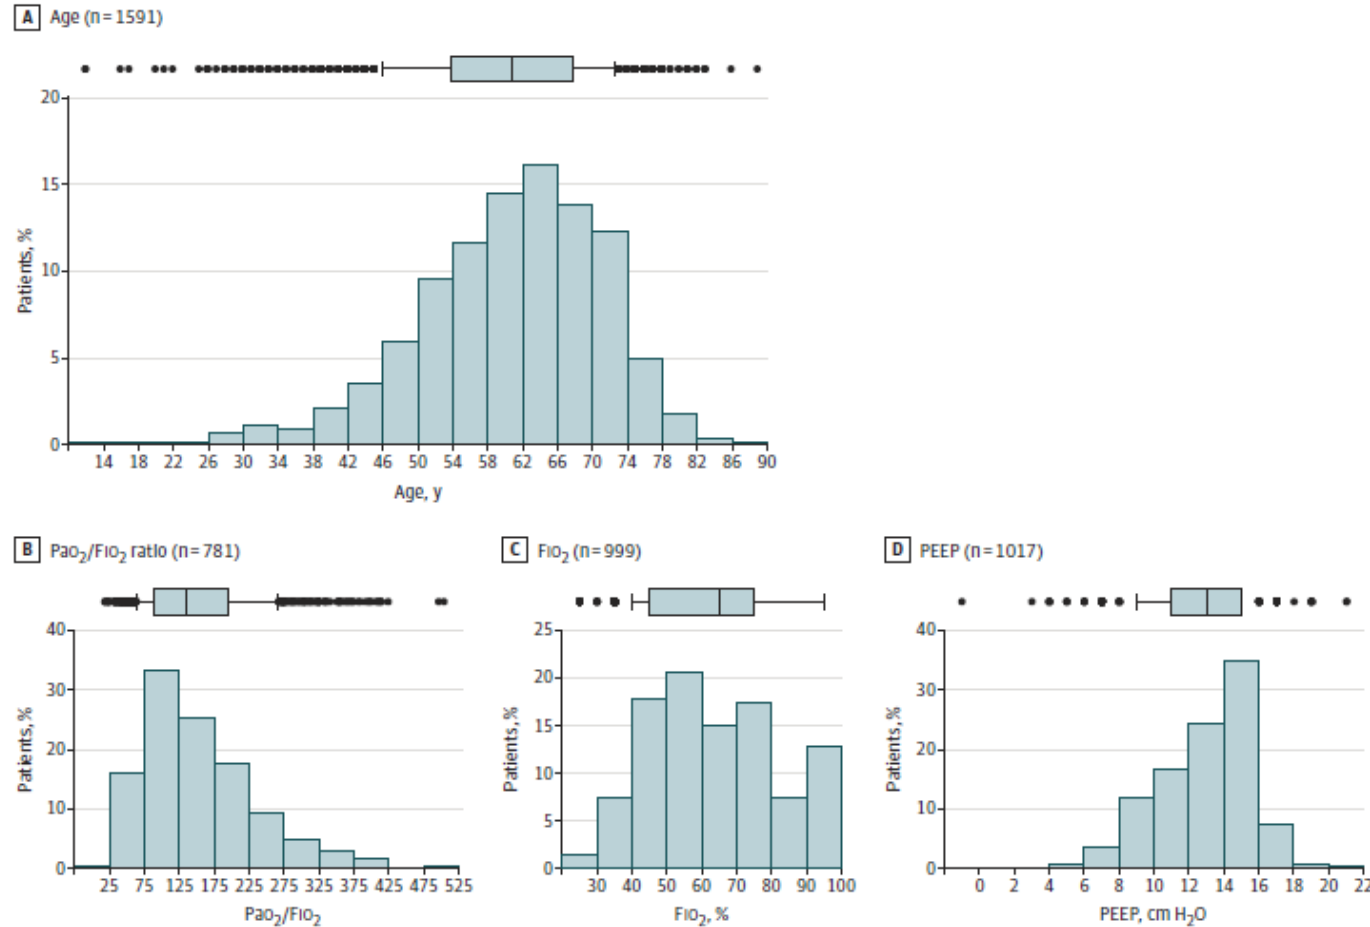 A Age (n=1591)
20
15
10
5
0
Patients, %
14 18 22 26 30 34 38 42 46 50 54 58 62 66 70 74 78 82 86 90
Age, y
B Pao2/Fio2 ratio (n=781)
40
30
20
10
0
Patients, %
25 75 125 175 225 275 325 375 425 475 525
Pao2/Fio2
C Fio2 (n=999)
25
20
15
10
5
0
Patients, %
30 40 50 60 70 80 90 100
Fio2, %
D PEEP (n=1017)
40
30
20
10
0
Patients, %
0 2 4 6 8 10 12 14 16 18 20 22
PEEP, cm H2O